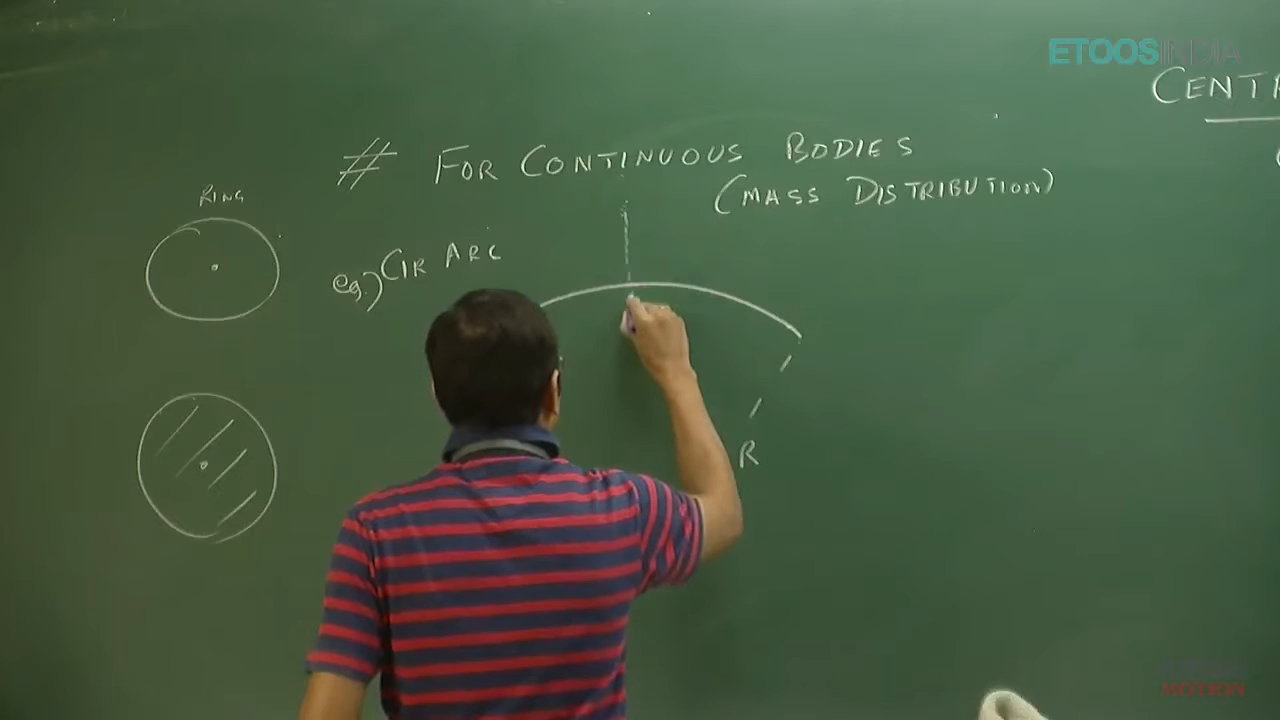 ETOOSINDIA
CENTR
# FOR CONTINUOUS BODIES
(MASS DISTRIBUTION)
RING
eg.) CIR ARC
R